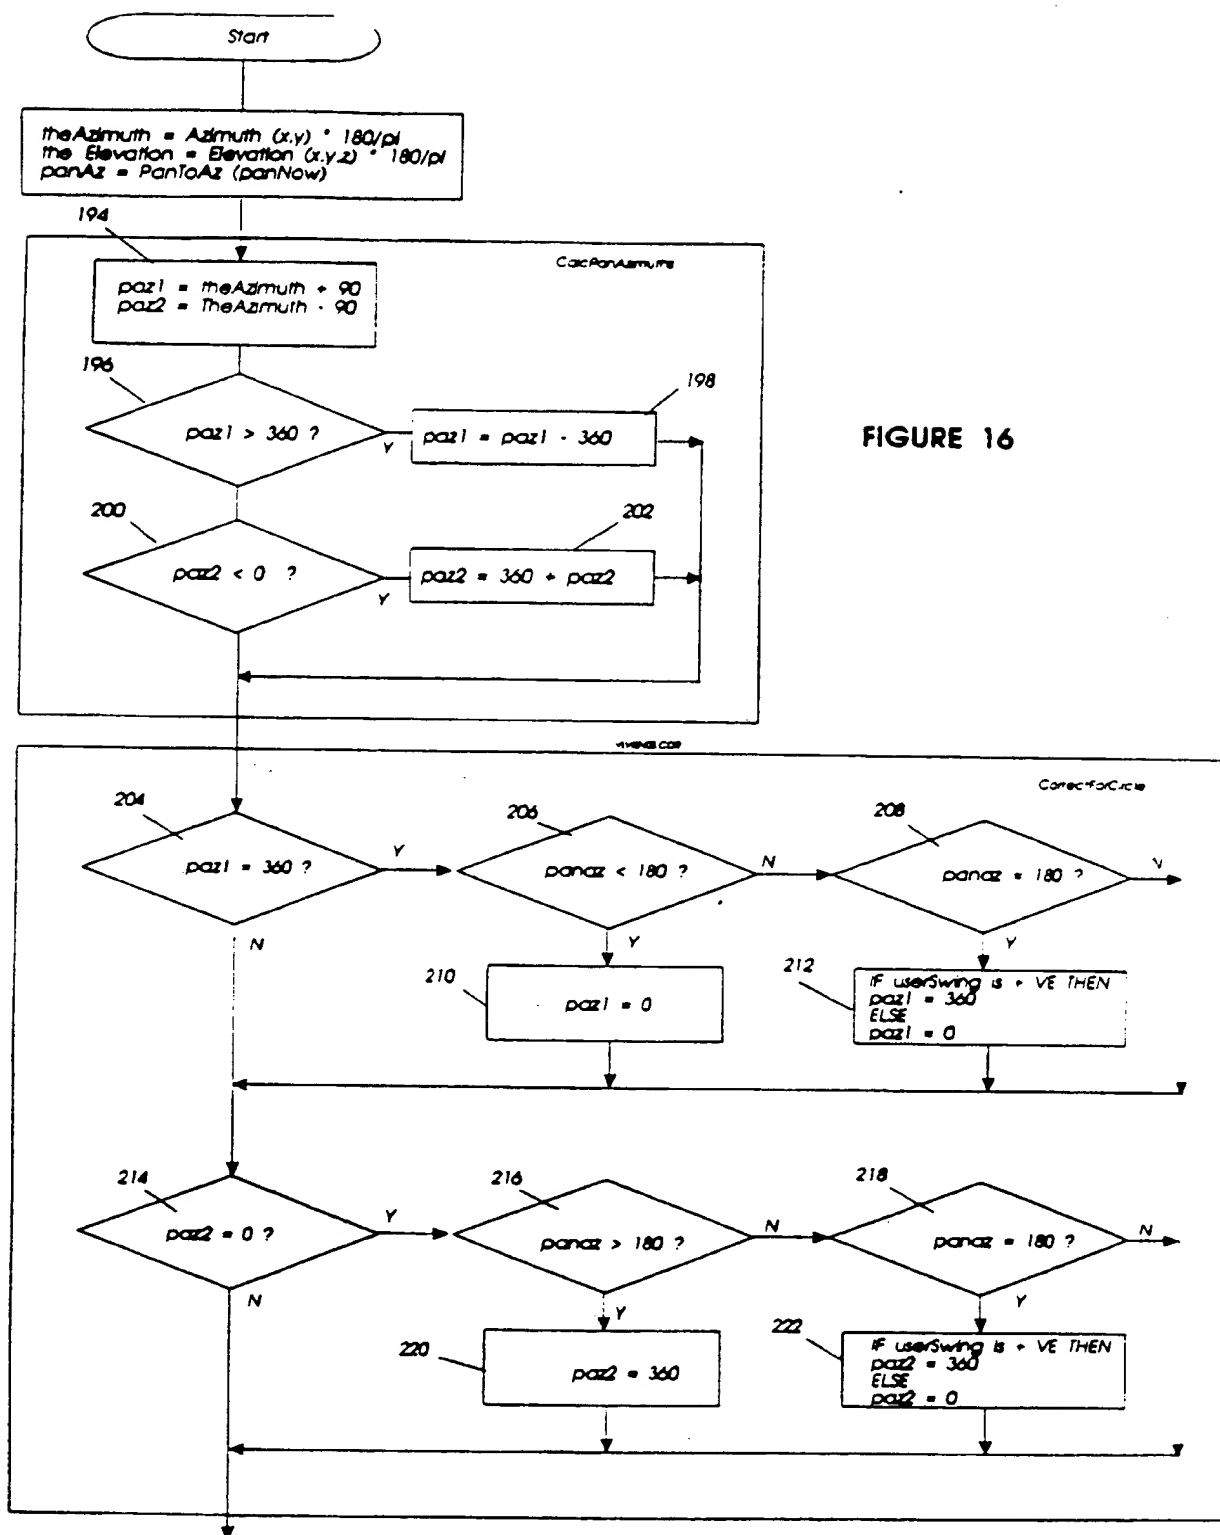 Start
theAzimuth = Azimuth (x,y) * 180/pi
the Elevation = Elevation (x,y,z) * 180/pi
panAz = PanToAz (panNow)
194
CalcPanAzimuths
paz1 = theAzimuth + 90
paz2 = TheAzimuth - 90
196
198
paz1 > 360 ?
Y
paz1 = paz1 - 360
FIGURE 16
200
202
paz2 < 0 ?
Y
paz2 = 360 + paz2
CorrectForCircle
204
206
208
paz1 = 360 ?
Y
panaz < 180 ?
N
panaz = 180 ?
N
Y
Y
210
paz1 = 0
212
IF userSwing is + VE THEN
paz1 = 360
ELSE
paz1 = 0
214
216
218
paz2 = 0 ?
Y
panaz > 180 ?
N
panaz = 180 ?
N
N
Y
Y
220
paz2 = 360
222
IF userSwing is + VE THEN
paz2 = 360
ELSE
paz2 = 0